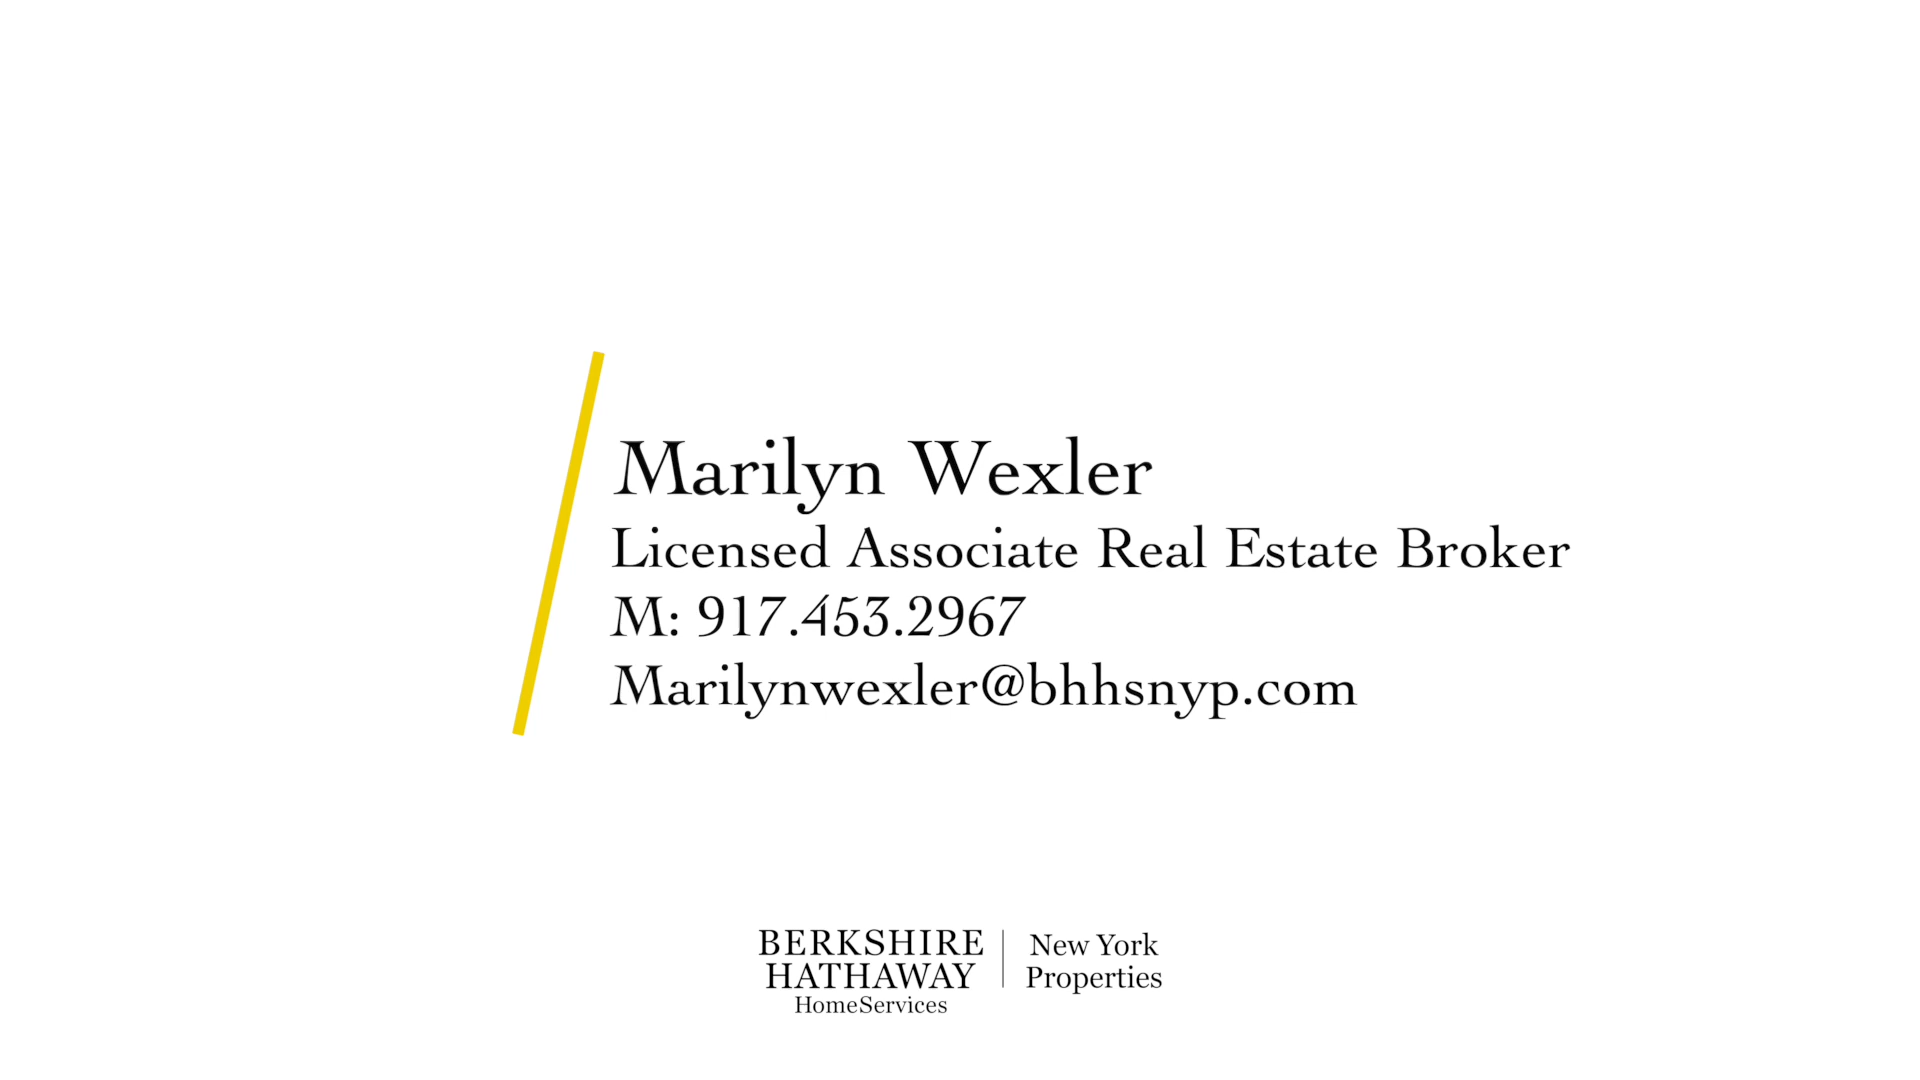 Marilyn Wexler
Licensed Associate Real Estate Broker
M: 917.453.2967
Marilynwexler@bhhsnyp.com
BERKSHIRE
HATHAWAY
HomeServices
New York
Properties